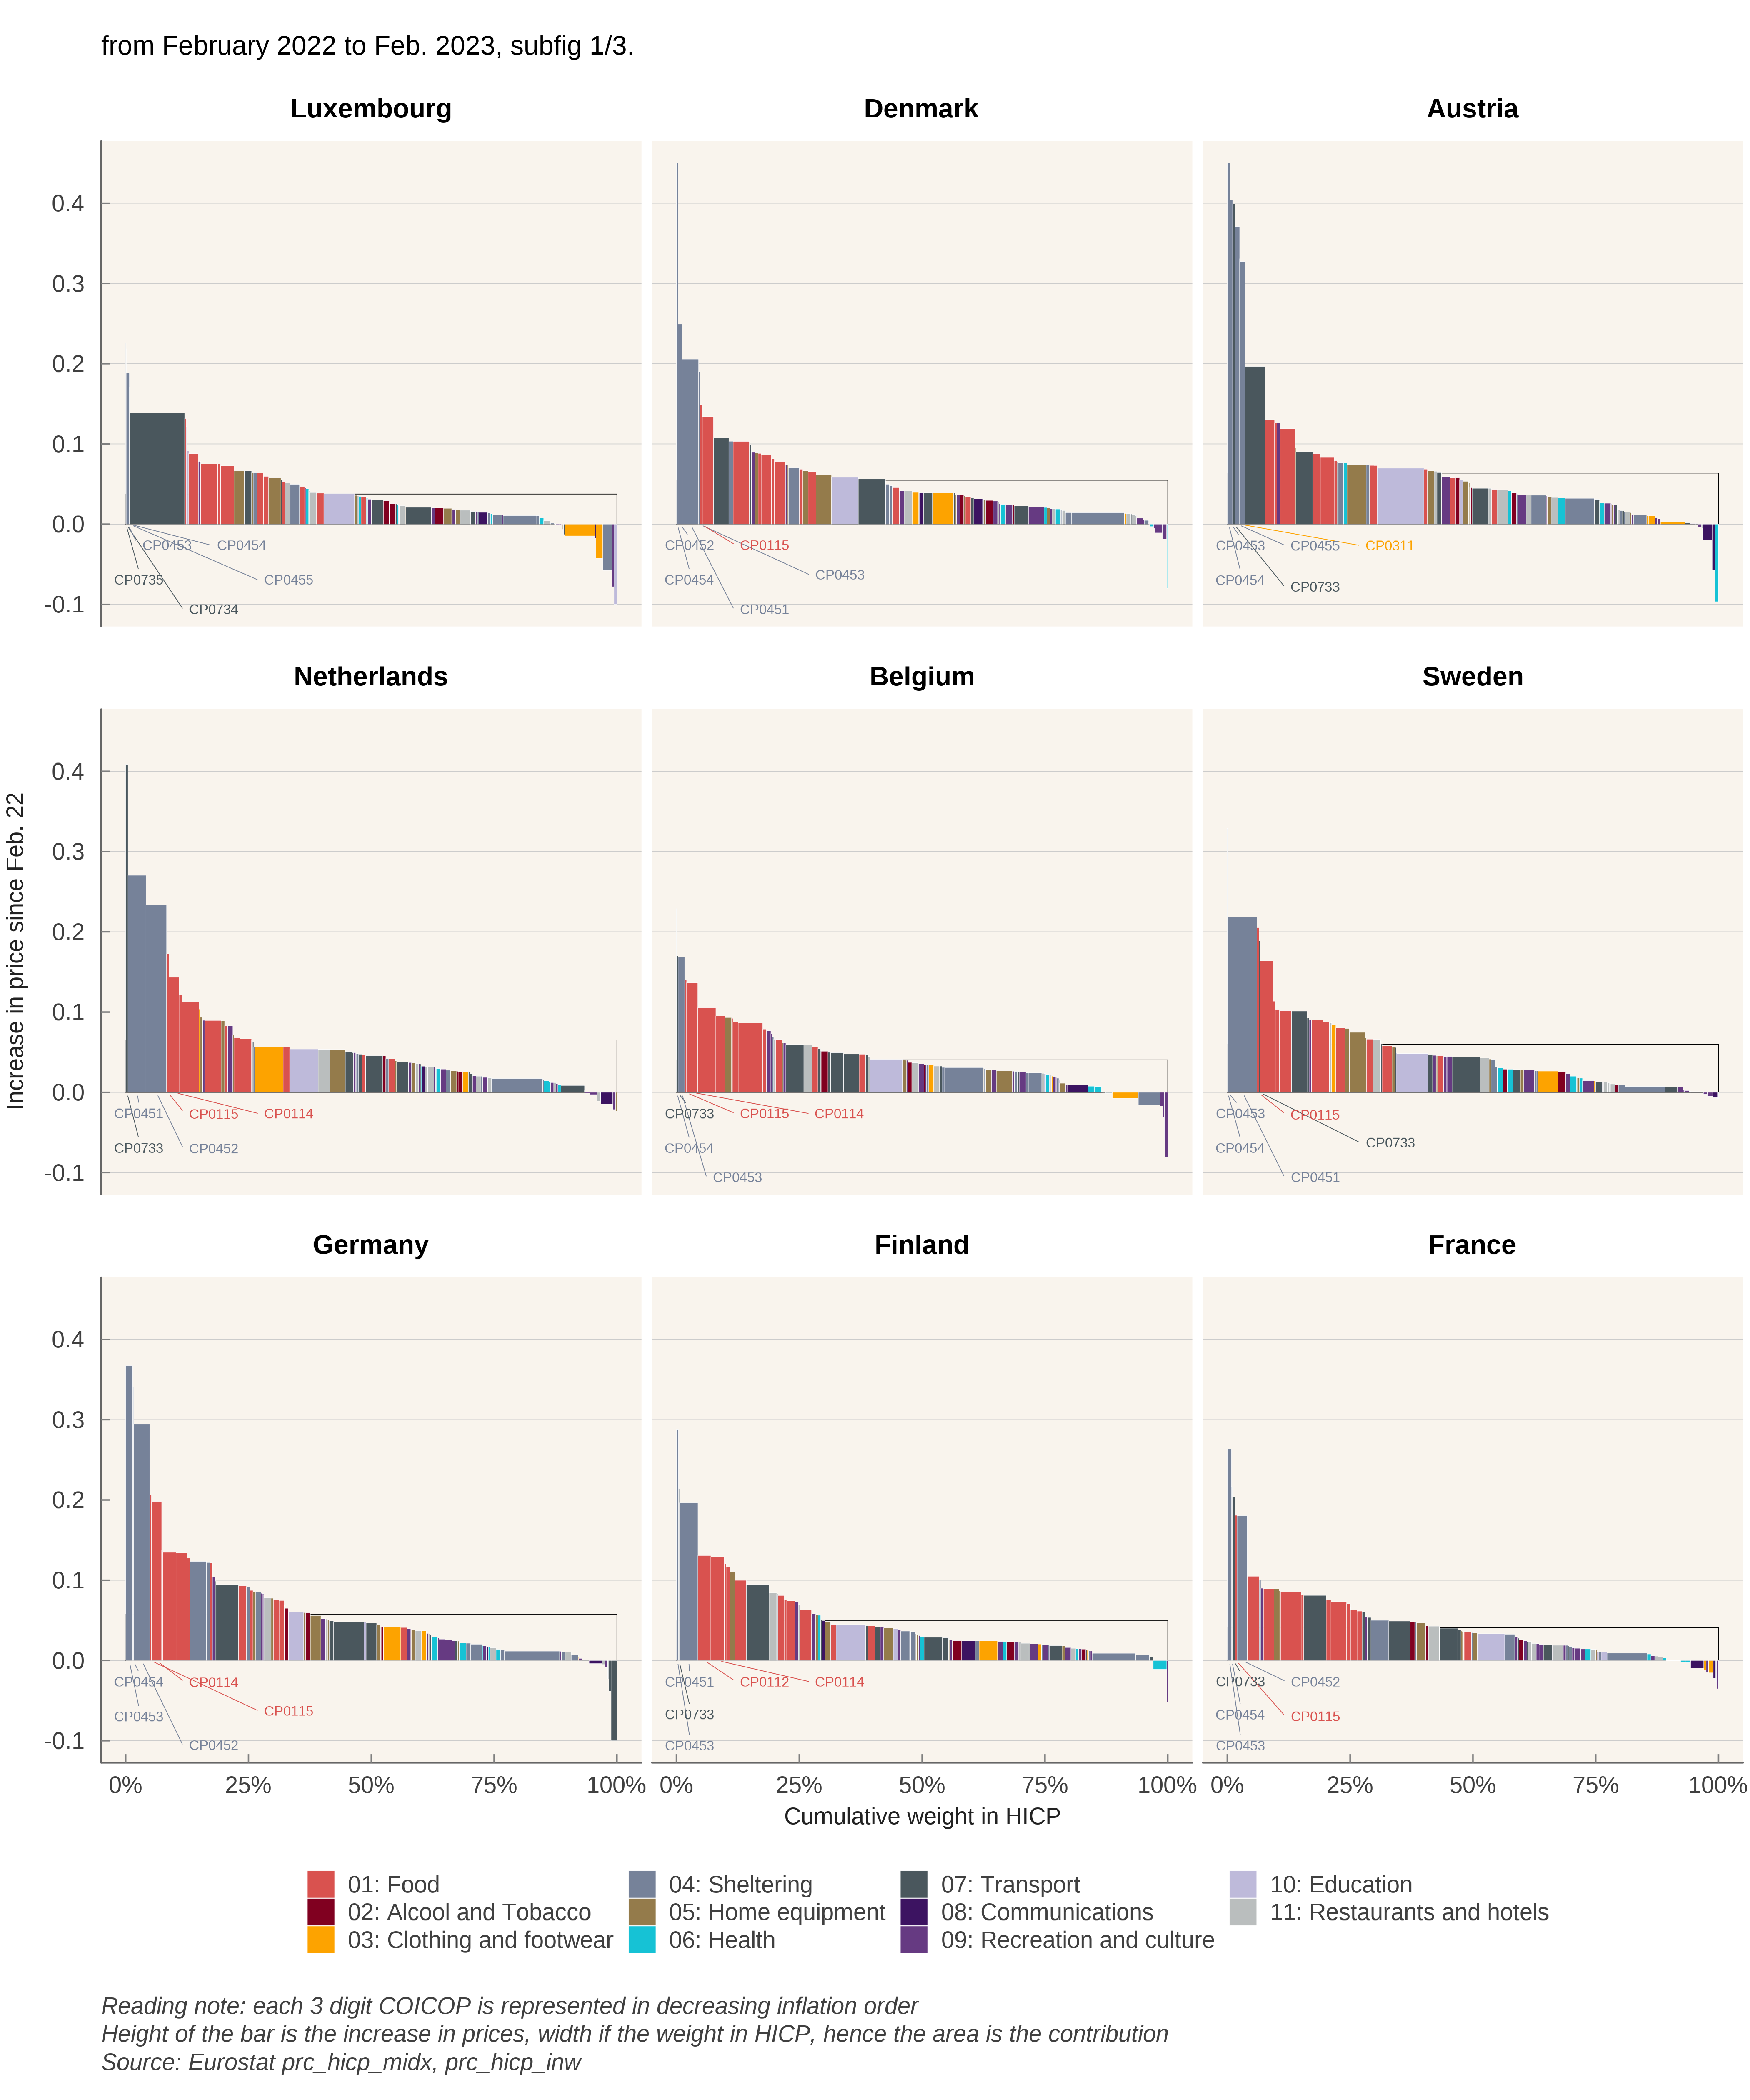 from February 2022 to Feb. 2023, subfig 1/3.
Luxembourg
Denmark
Austria
0.4
0.3
0.2
0.1
0.0
-0.1
CP0453
CP0454
CP0735
CP0455
CP0734
CP0452
CP0115
CP0454
CP0453
CP0451
CP0453
CP0455
CP0311
CP0454
CP0733
Netherlands
Belgium
Sweden
Increase in price since Feb. 22
0.4
0.3
0.2
0.1
0.0
-0.1
CP0451
CP0115
CP0114
CP0733
CP0452
CP0733
CP0115
CP0114
CP0454
CP0453
CP0453
CP0115
CP0733
CP0454
CP0451
Germany
Finland
France
0.4
0.3
0.2
0.1
0.0
-0.1
CP0454
CP0114
CP0453
CP0115
CP0452
CP0451
CP0112
CP0114
CP0733
CP0453
CP0733
CP0452
CP0454
CP0115
CP0453
0% 25% 50% 75% 100%
0% 25% 50% 75% 100%
0% 25% 50% 75% 100%
Cumulative weight in HICP
01: Food
04: Sheltering
07: Transport
10: Education
02: Alcool and Tobacco
05: Home equipment
08: Communications
11: Restaurants and hotels
03: Clothing and footwear
06: Health
09: Recreation and culture
Reading note: each 3 digit COICOP is represented in decreasing inflation order
Height of the bar is the increase in prices, width if the weight in HICP, hence the area is the contribution
Source: Eurostat prc_hicp_midx, prc_hicp_inw